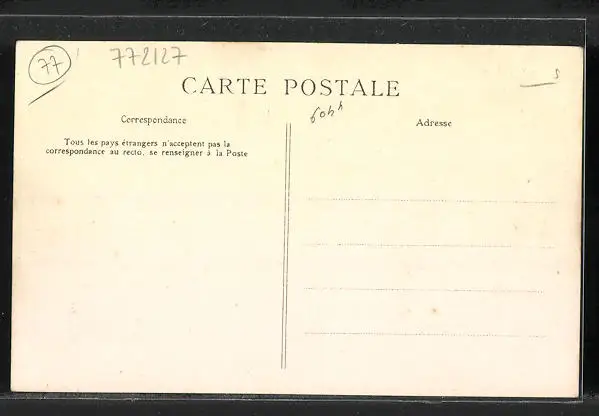 77
772127
CARTE POSTALE
Correspondance
Tous les pays étrangers n'acceptent pas la
correspondance au recto, se renseigner à la Poste
Adresse